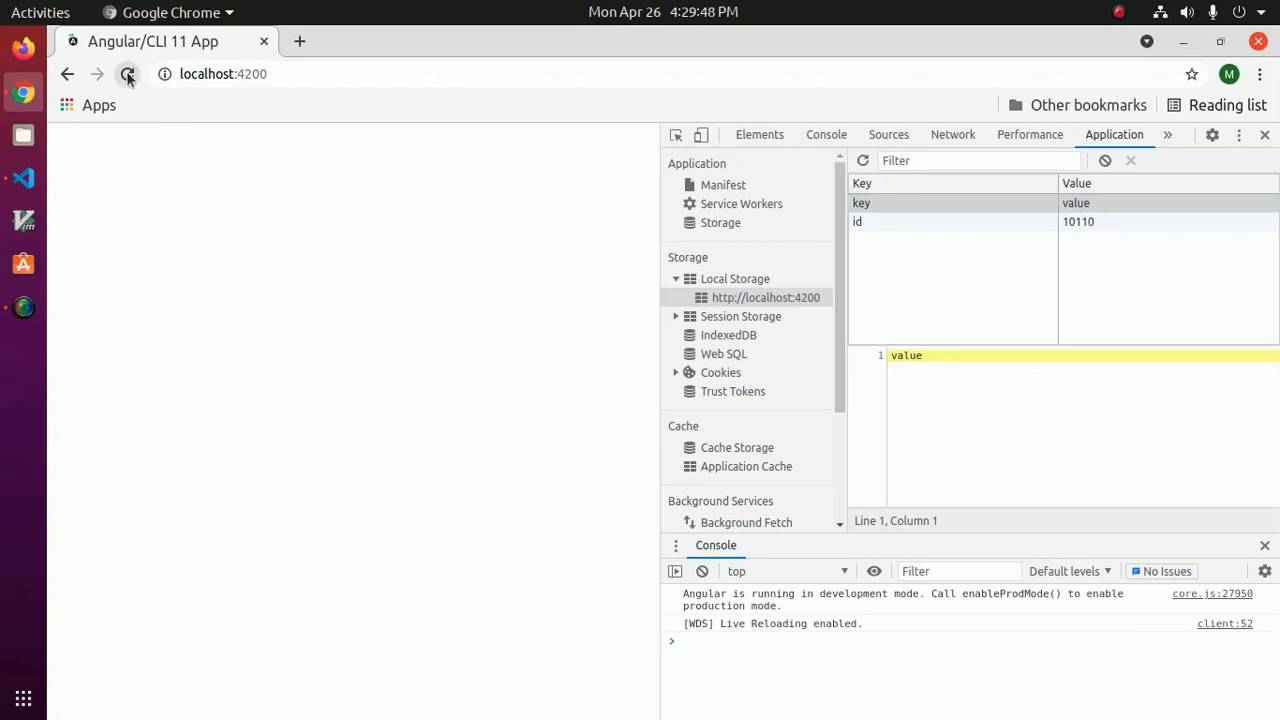 Activities Google Chrome Mon Apr 26 4:29:48 PM
Angular/CLI 11 App
localhost:4200
Apps Other bookmarks Reading list
Elements Console Sources Network Performance Application »
Application
Manifest
Service Workers
Storage
Storage
Local Storage
http://localhost:4200
Session Storage
IndexedDB
Web SQL
Cookies
Trust Tokens
Cache
Cache Storage
Application Cache
Background Services
Background Fetch
Filter
Key Value
key value
id 10110
1 value
Line 1, Column 1
Console
top Filter Default levels No Issues
Angular is running in development mode. Call enableProdMode() to enable core.js:27950
production mode.
[WDS] Live Reloading enabled. client:52
M